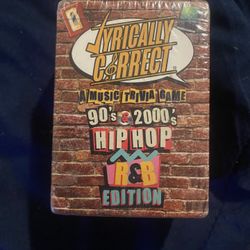 LYRICALLY
CORRECT
A MUSIC TRIVIA GAME
90's 2000's
HIP HOP
R&B
EDITION